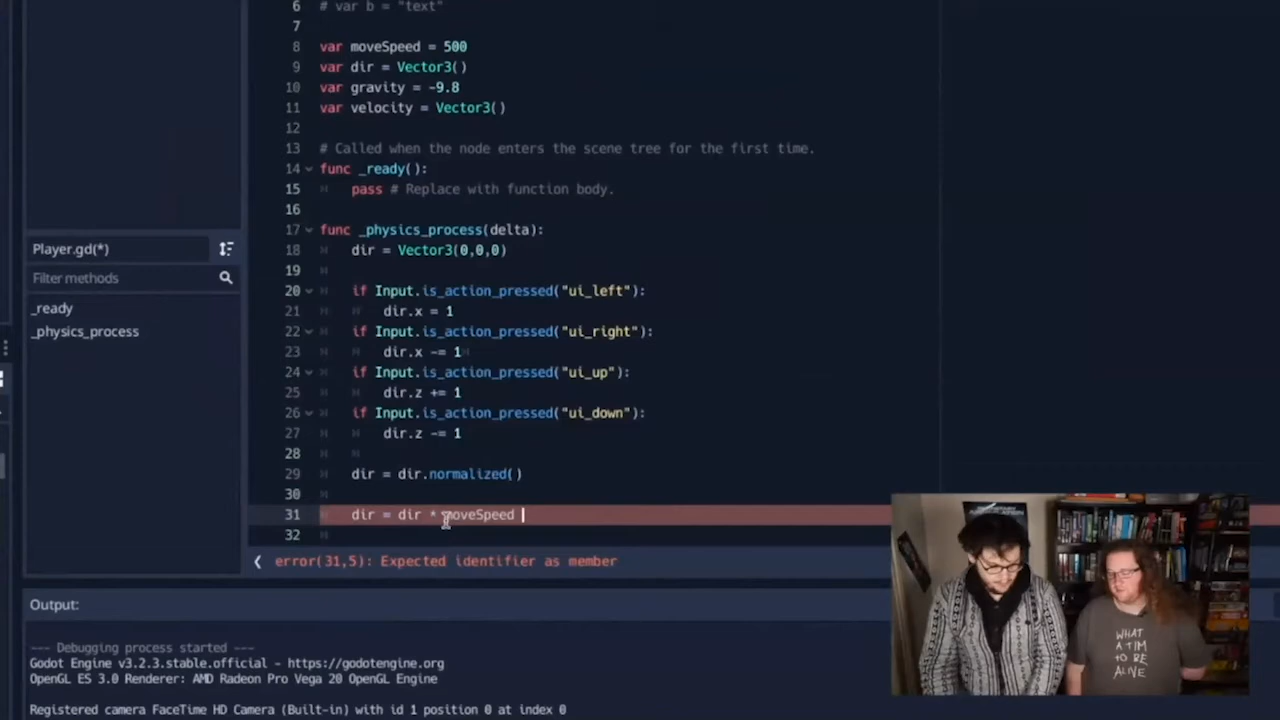 6 # var b = "text"
7
8 var moveSpeed = 500
9 var dir = Vector3()
10 var gravity = -9.8
11 var velocity = Vector3()
12
13 # Called when the node enters the scene tree for the first time.
14 func _ready():
15 pass # Replace with function body.
16
17 func _physics_process(delta):
18 dir = Vector3(0,0,0)
19
20 if Input.is_action_pressed("ui_left"):
21 dir.x = 1
22 if Input.is_action_pressed("ui_right"):
23 dir.x -= 1
24 if Input.is_action_pressed("ui_up"):
25 dir.z += 1
26 if Input.is_action_pressed("ui_down"):
27 dir.z -= 1
28
29 dir = dir.normalized()
30
31 dir = dir * moveSpeed
32
error(31,5): Expected identifier as member
Player.gd(*)
Filter methods
_ready
_physics_process
Output:
--- Debugging process started ---
Godot Engine v3.2.3.stable.official - https://godotengine.org
OpenGL ES 3.0 Renderer: AMD Radeon Pro Vega 20 OpenGL Engine
Registered camera FaceTime HD Camera (Built-in) with id 1 position 0 at index 0
WHAT
A TIM
TO BE
ALIVE